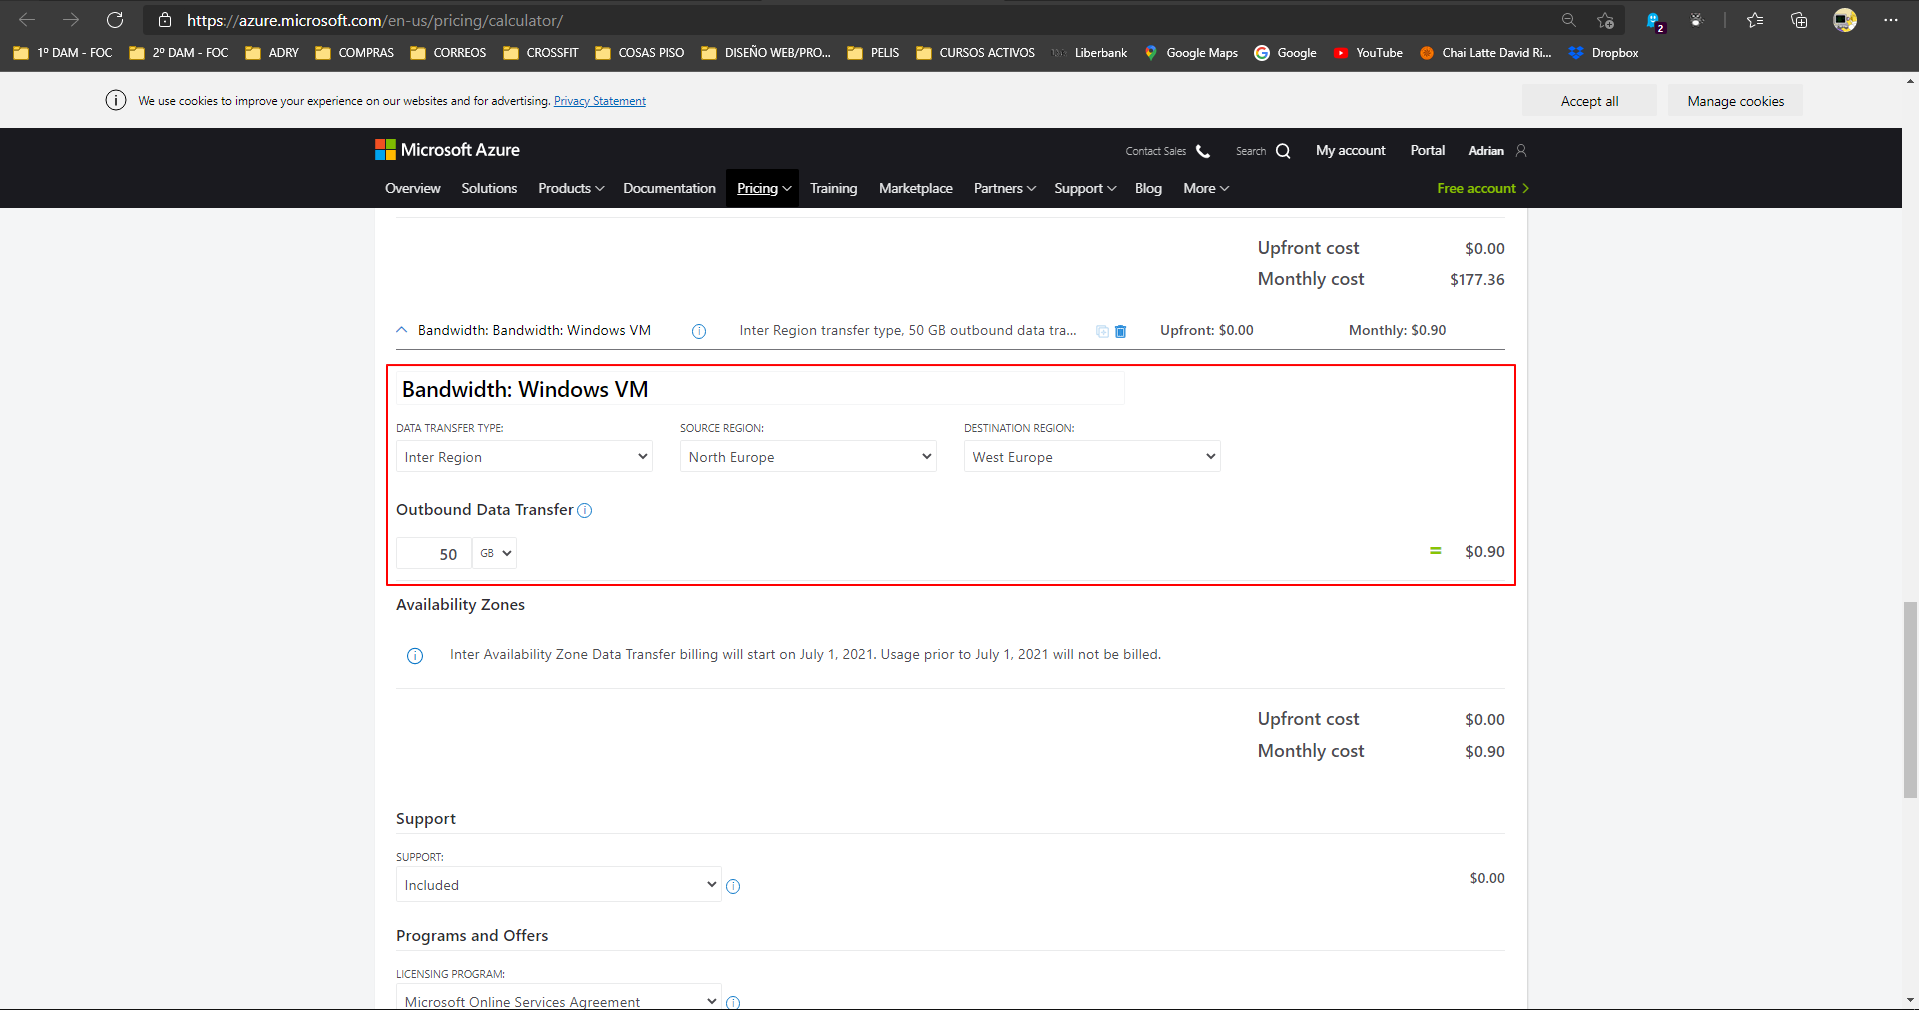 https://azure.microsoft.com/en-us/pricing/calculator/
2
1º DAM - FOC 2º DAM - FOC ADRY COMPRAS CORREOS CROSSFIT COSAS PISO DISEÑO WEB/PRO... PELIS CURSOS ACTIVOS Liberbank Google Maps Google YouTube Chai Latte David Ri... Dropbox
We use cookies to improve your experience on our websites and for advertising. Privacy Statement
Accept all Manage cookies
Microsoft Azure
Contact Sales Search My account Portal Adrian
Overview Solutions Products Documentation Pricing Training Marketplace Partners Support Blog More Free account
Upfront cost $0.00
Monthly cost $177.36
Bandwidth: Bandwidth: Windows VM Inter Region transfer type, 50 GB outbound data tra... Upfront: $0.00 Monthly: $0.90
Bandwidth: Windows VM
DATA TRANSFER TYPE: SOURCE REGION: DESTINATION REGION:
Inter Region North Europe West Europe
Outbound Data Transfer
50 GB = $0.90
Availability Zones
Inter Availability Zone Data Transfer billing will start on July 1, 2021. Usage prior to July 1, 2021 will not be billed.
Upfront cost $0.00
Monthly cost $0.90
Support
SUPPORT:
Included $0.00
Programs and Offers
LICENSING PROGRAM:
Microsoft Online Services Agreement